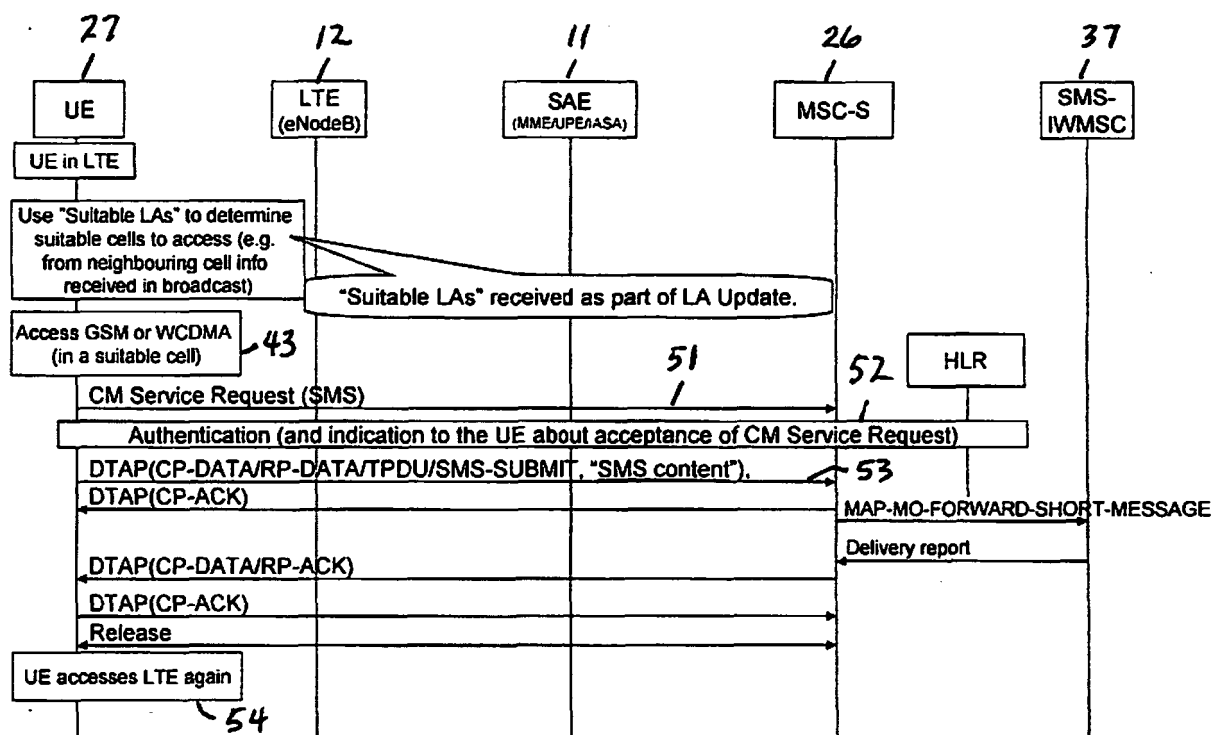 27
12
11
26
37
UE
LTE
(eNodeB)
SAE
(MME/UPE/IASA)
MSC-S
SMS-
IWMSC
UE in LTE
Use "Suitable LAs" to determine
suitable cells to access (e.g.
from neighbouring cell info
received in broadcast)
"Suitable LAs" received as part of LA Update.
Access GSM or WCDMA
(in a suitable cell)
43
HLR
51
52
CM Service Request (SMS)
Authentication (and indication to the UE about acceptance of CM Service Request)
DTAP(CP-DATA/RP-DATA/TPDU/SMS-SUBMIT, "SMS content"),
53
DTAP(CP-ACK)
MAP-MO-FORWARD-SHORT-MESSAGE
Delivery report
DTAP(CP-DATA/RP-ACK)
DTAP(CP-ACK)
Release
UE accesses LTE again
54